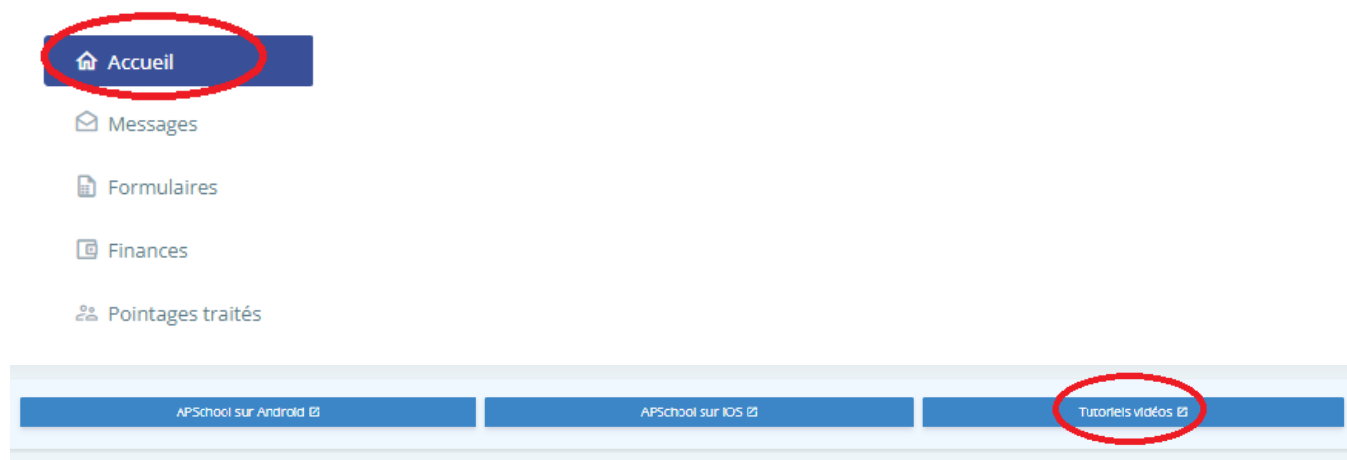 Accueil
Messages
Formulaires
Finances
Pointages traités
APSchool sur Android
APSchool sur IOS
Tutoriels vidéos